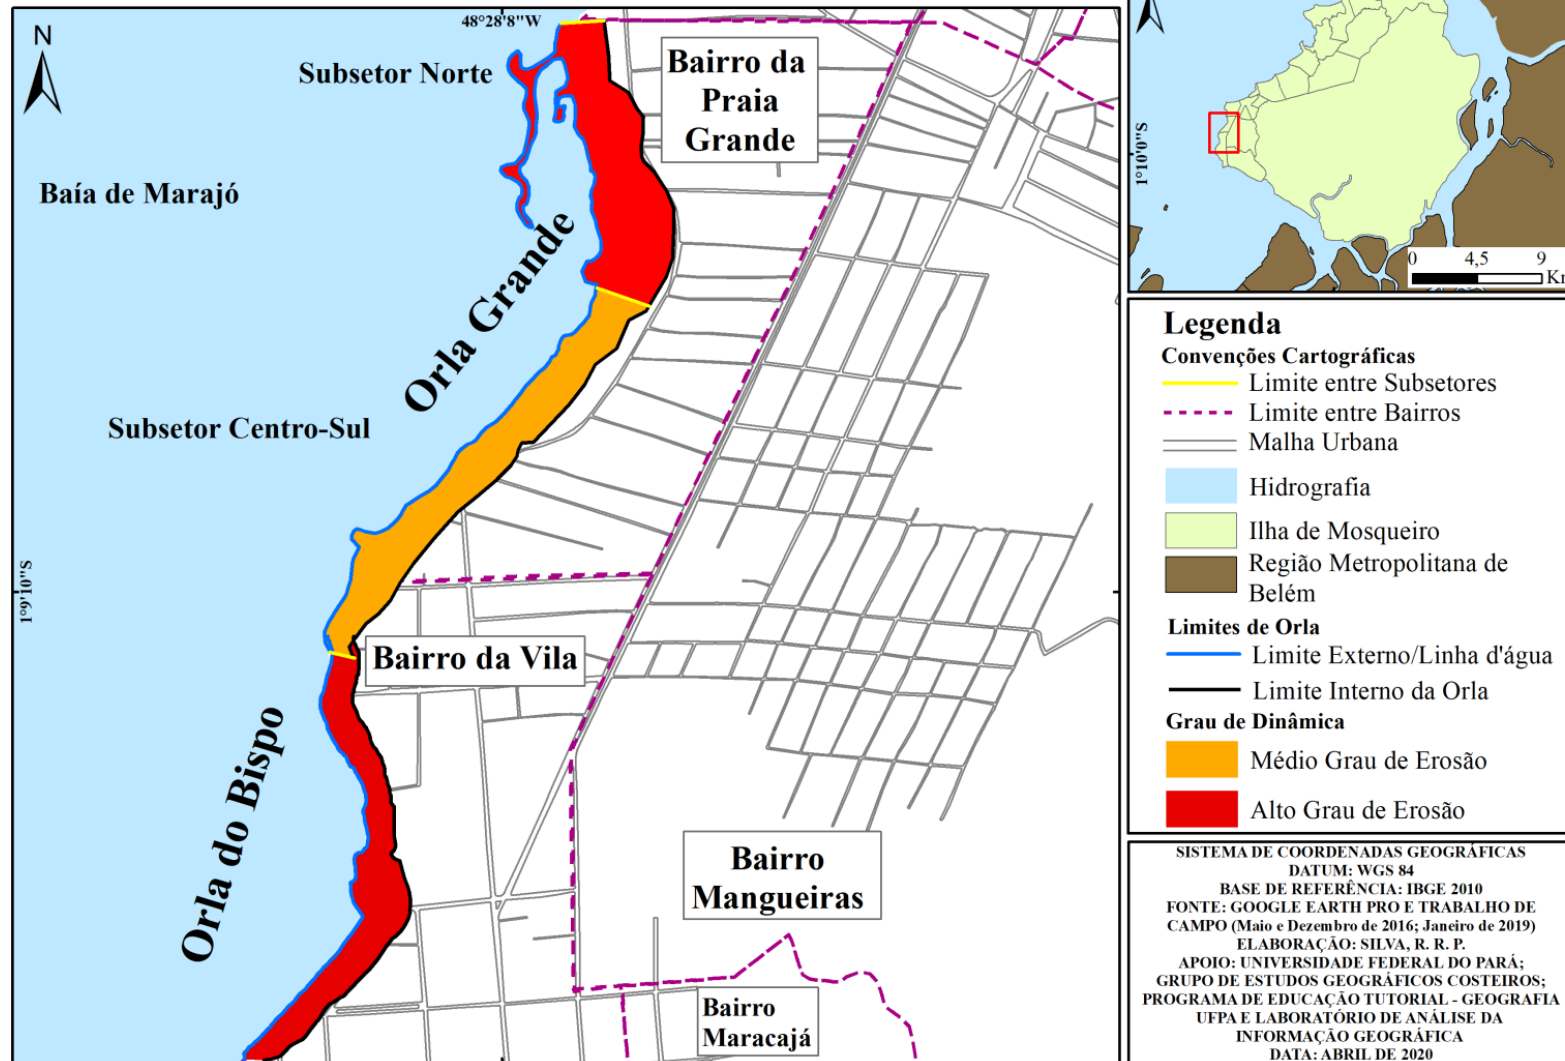 48°28'8"W
N
Subsetor Norte
Bairro da
Praia
Grande
Baía de Marajó
Orla Grande
Subsetor Centro-Sul
1°9'10"S
Bairro da Vila
Orla do Bispo
Bairro
Mangueiras
Bairro
Maracajá
1°10'0"S
0 4,5 9
Legenda
Convenções Cartográficas
Limite entre Subsetores
Limite entre Bairros
Malha Urbana
Hidrografia
Ilha de Mosqueiro
Região Metropolitana de
Belém
Limites de Orla
Limite Externo/Linha d'água
Limite Interno da Orla
Grau de Dinâmica
Médio Grau de Erosão
Alto Grau de Erosão
SISTEMA DE COORDENADAS GEOGRÁFICAS
DATUM: WGS 84
BASE DE REFERÊNCIA: IBGE 2010
FONTE: GOOGLE EARTH PRO E TRABALHO DE
CAMPO (Maio e Dezembro de 2016; Janeiro de 2019)
ELABORAÇÃO: SILVA, R. R. P.
APOIO: UNIVERSIDADE FEDERAL DO PARÁ;
GRUPO DE ESTUDOS GEOGRÁFICOS COSTEIROS;
PROGRAMA DE EDUCAÇÃO TUTORIAL - GEOGRAFIA
UFPA E LABORATÓRIO DE ANÁLISE DA
INFORMAÇÃO GEOGRÁFICA
DATA: ABRIL DE 2020